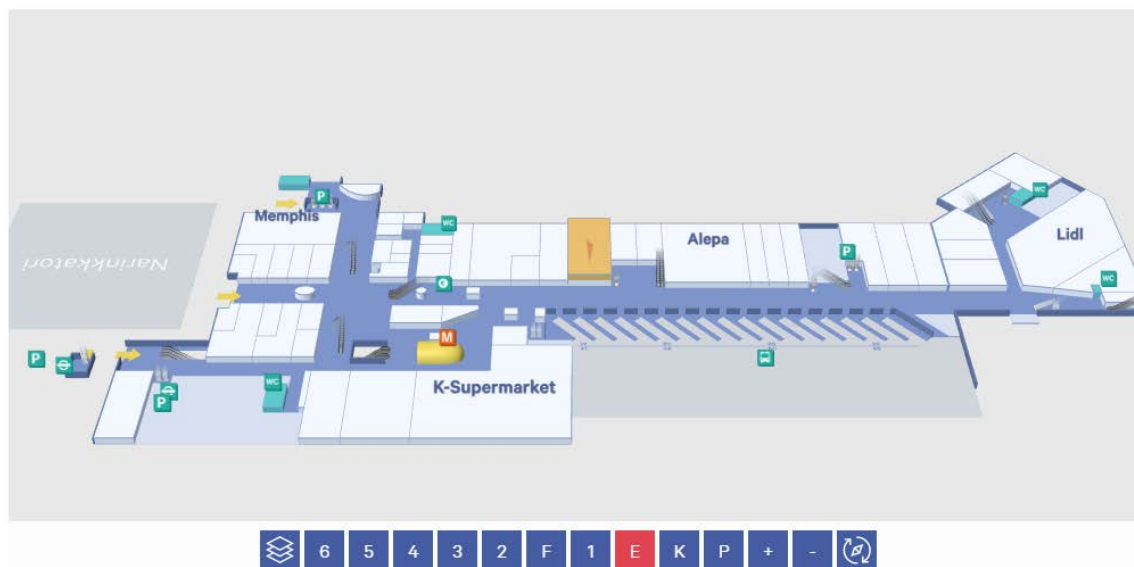 P
Memphis
WC
WC
Alepa
Lidl
P
Narinkkatori
€
WC
M
P
WC
P
K-Supermarket
6 5 4 3 2 F 1 E K P + -